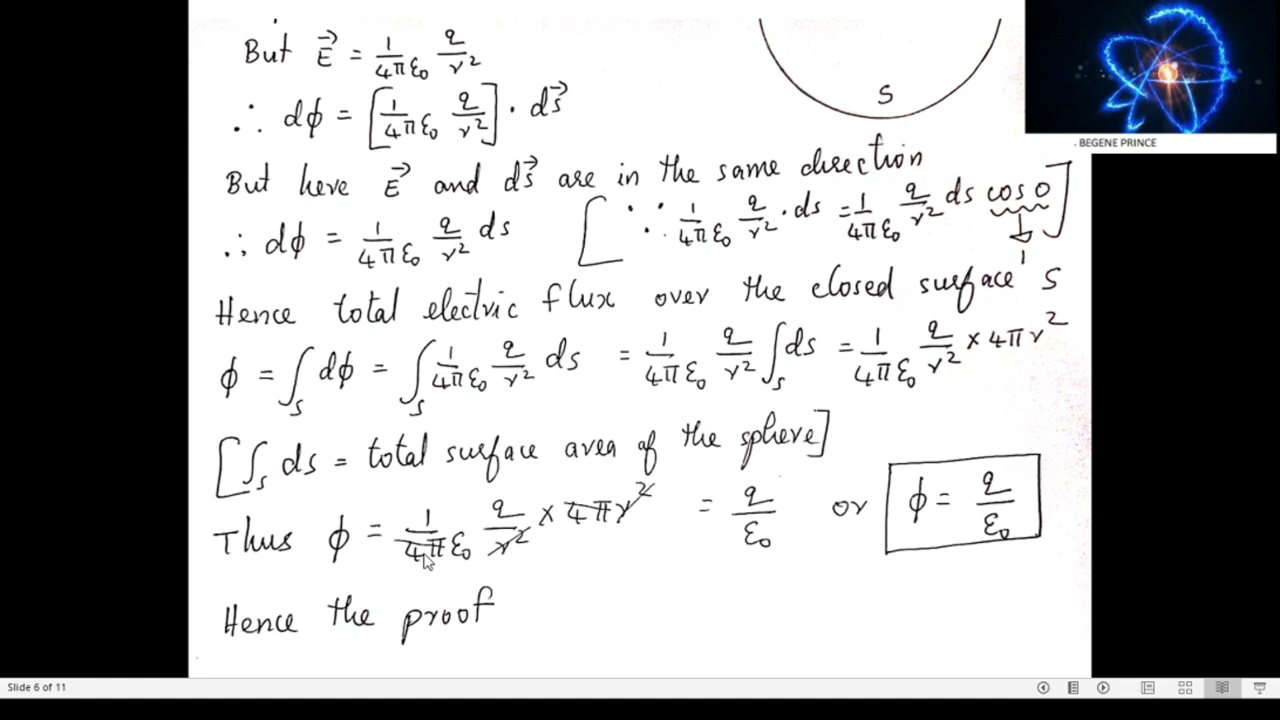 But E⃗ = 1/4πε₀ q/r²
∴ dϕ = [1/4πε₀ q/r²] · ds⃗
S
- BEGENE PRINCE
But here E⃗ and ds⃗ are in the same direction
∴ dϕ = 1/4πε₀ q/r² ds [∵ 1/4πε₀ q/r² · ds = 1/4πε₀ q/r² ds cos 0] ↓ 1
Hence total electric flux over the closed surface S
ϕ = ∫ₛ dϕ = ∫ₛ 1/4πε₀ q/r² ds = 1/4πε₀ q/r² ∫ₛ ds = 1/4πε₀ q/r² × 4πr²
[∫ₛ ds = total surface area of the sphere]
Thus ϕ = 1/4πε₀ q/r² × 4πr² = q/ε₀ or ϕ = q/ε₀
Hence the proof
Slide 6 of 11